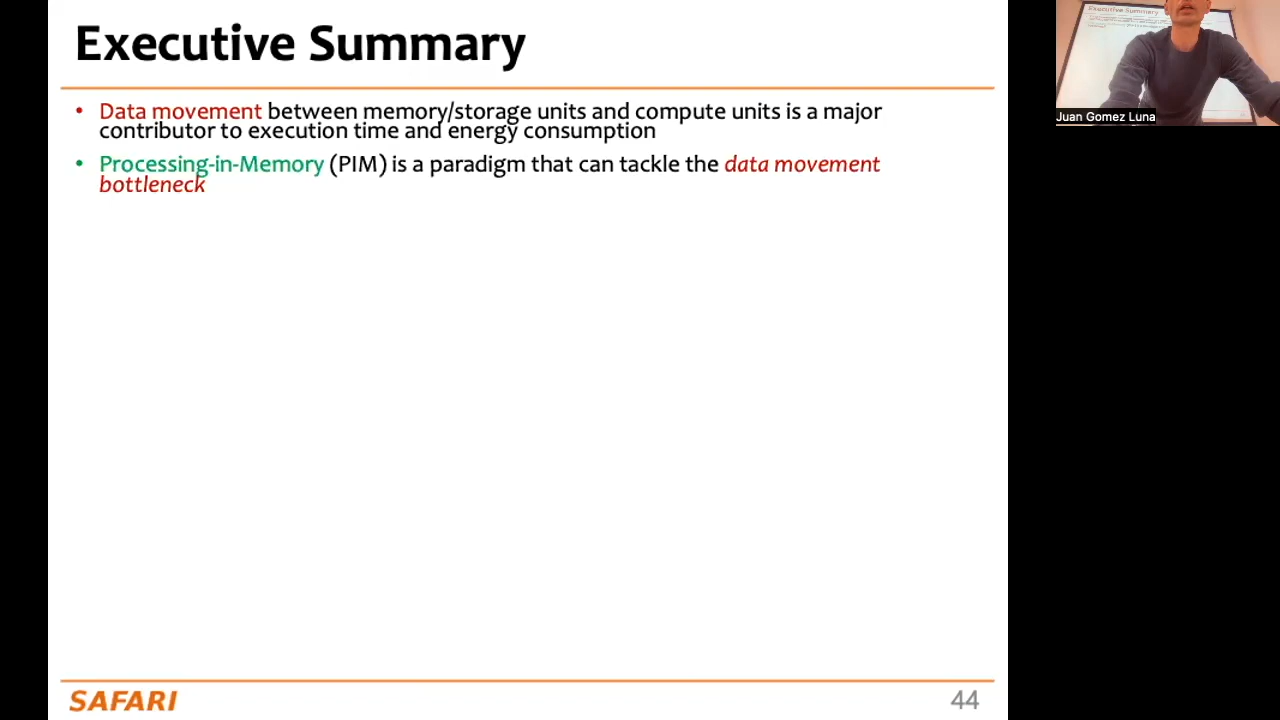 Executive Summary
• Data movement between memory/storage units and compute units is a major
contributor to execution time and energy consumption
• Processing-in-Memory (PIM) is a paradigm that can tackle the data movement
bottleneck
SAFARI
44
Executive Summary
Juan Gomez Luna